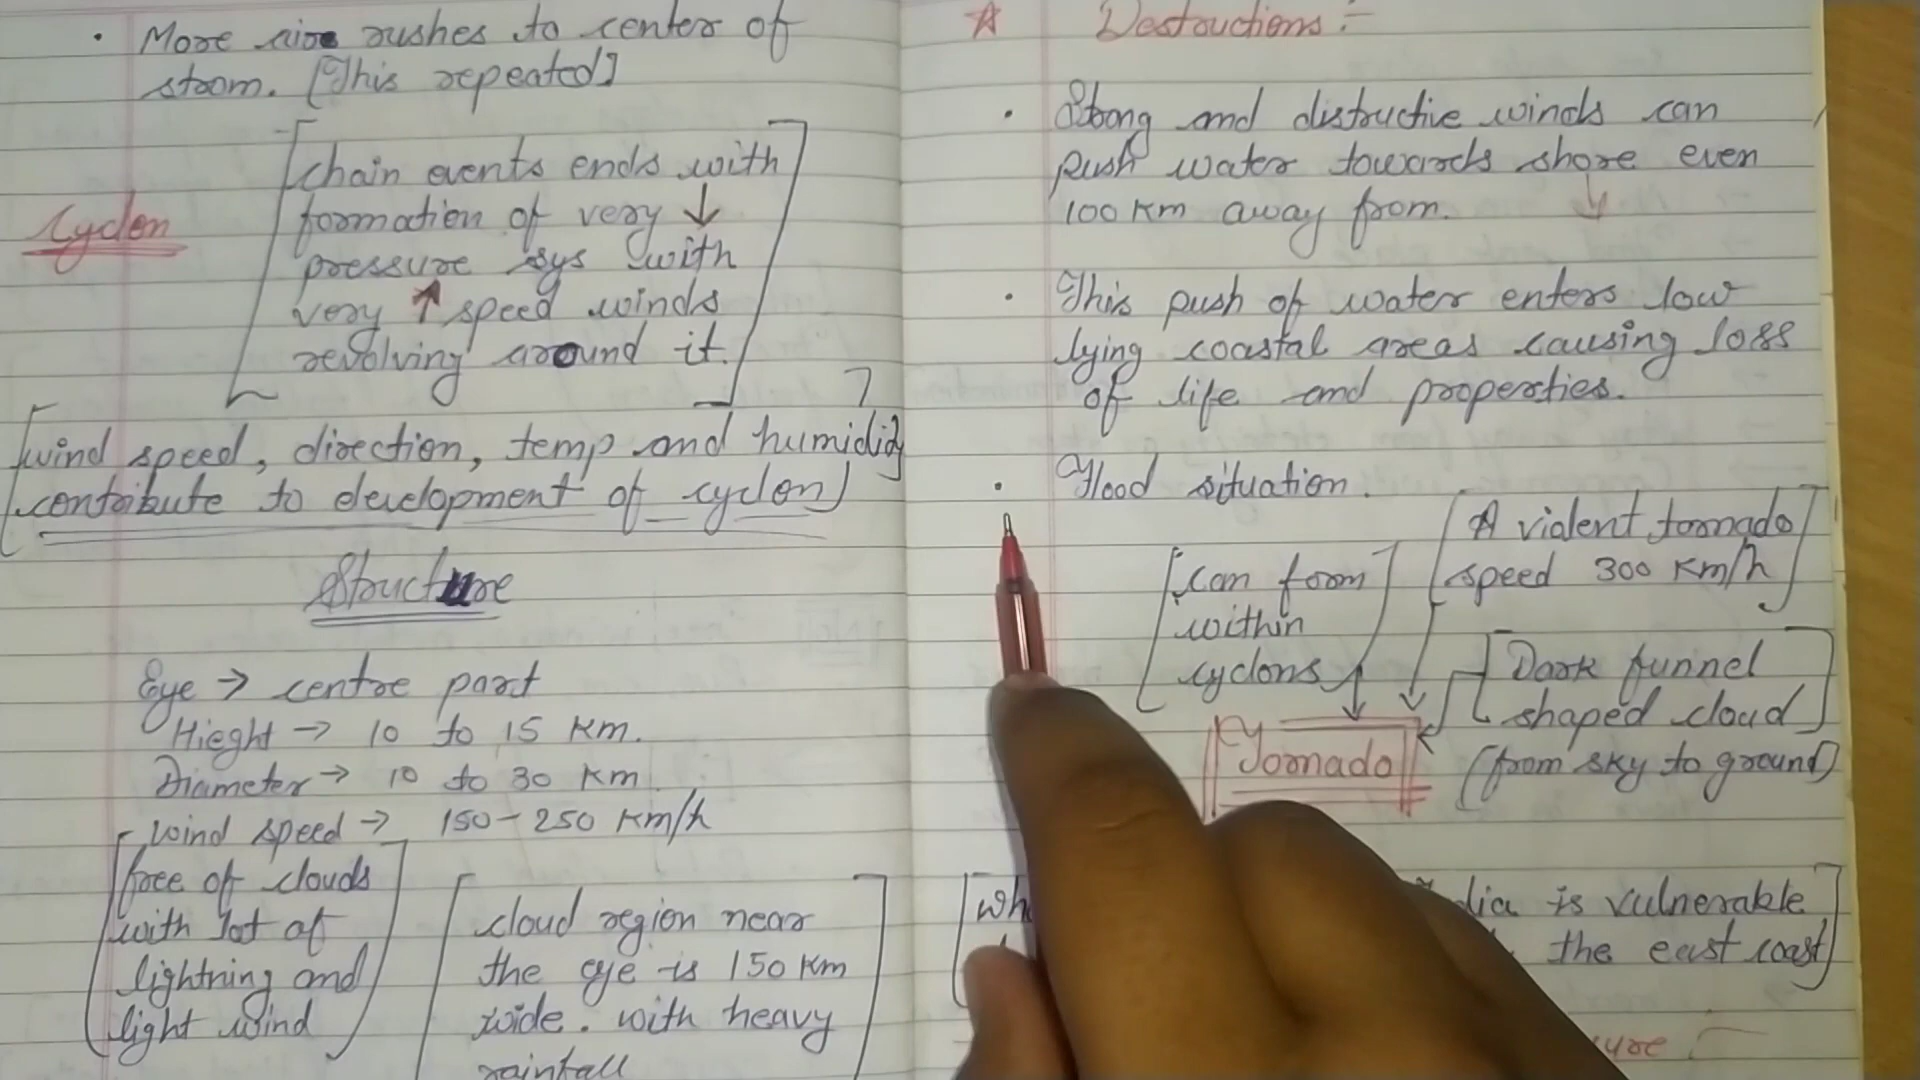 • More aire rushes to center of
storm. [This repeated]
[chain events ends with
formation of very ↓
pressure sys with
very ↑ speed winds
revolving around it.]
Cyclon
[wind speed, direction, temp and humidity
contribute to development of cyclon]
Structure
Eye → centre part
Hieght → 10 to 15 Km.
Diameter → 10 to 30 Km.
wind speed → 150-250 Km/h
[free of clouds
with lot of
lightning and
light wind]
[cloud region near
the eye is 150 Km
wide. with heavy
rainfall
☆ Destructions :-
• Strong and distructive winds can
push water towards shore even
100 Km away from.
• This push of water enters low
lying coastal areas causing loss
of life and properties.
• Flood situation.
[can form
within
cyclons]
[A violent tornado
speed 300 Km/h]
[Dark funnel
shaped cloud]
(from sky to ground)
Tornado
is vulnerable
the east coast]